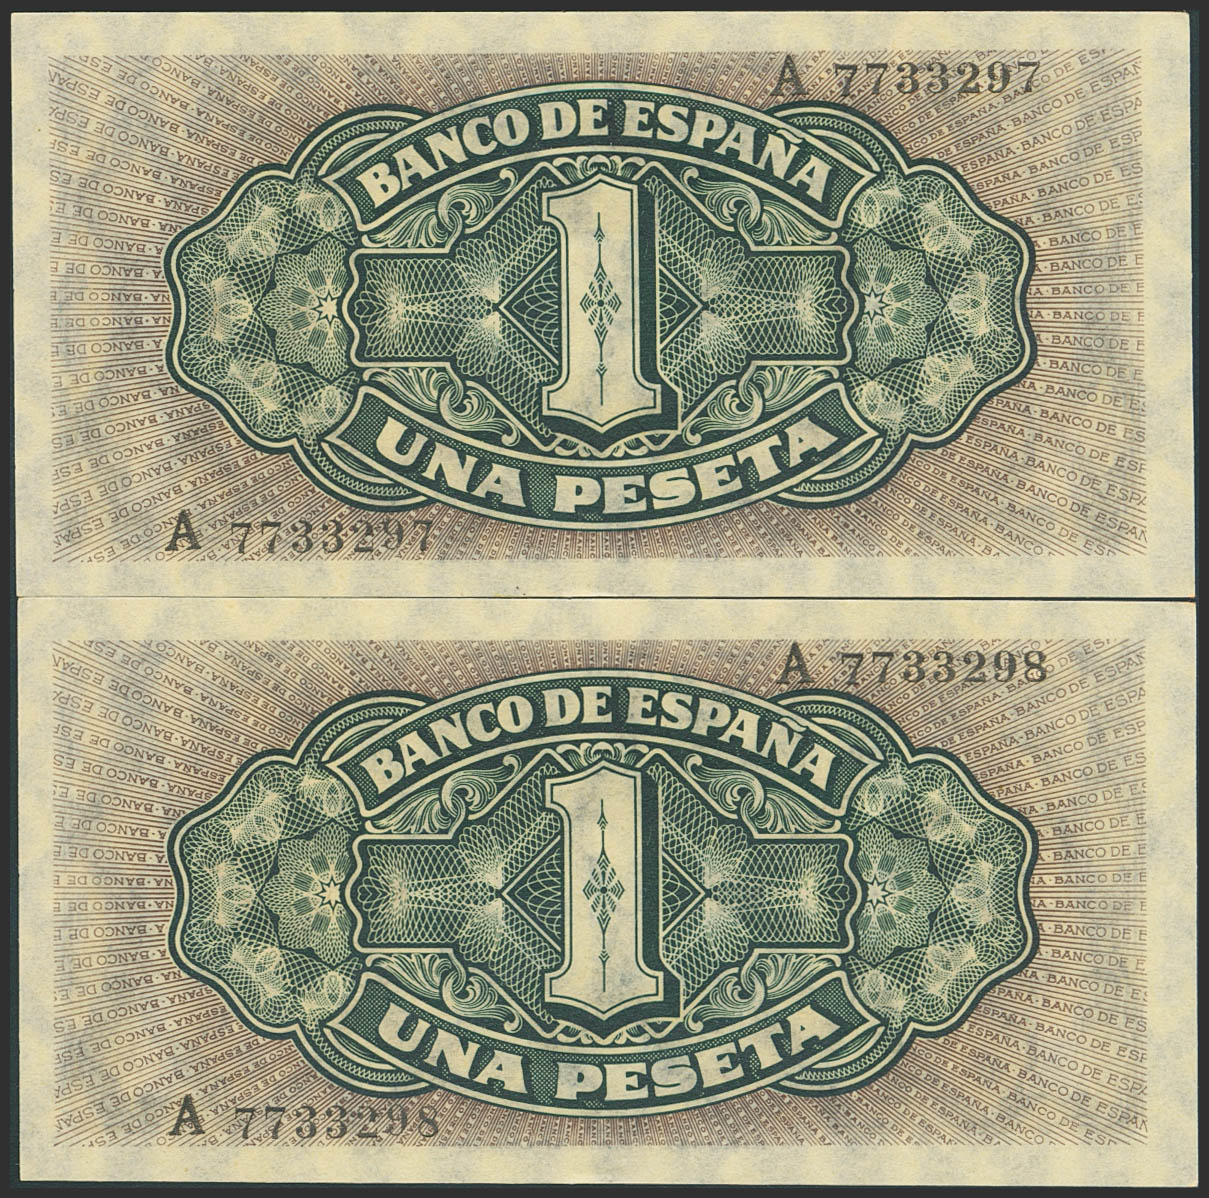 A 7733297
BANCO DE ESPAÑA
1
UNA PESETA
A 7733297
A 7733298
BANCO DE ESPAÑA
1
UNA PESETA
A 7733298